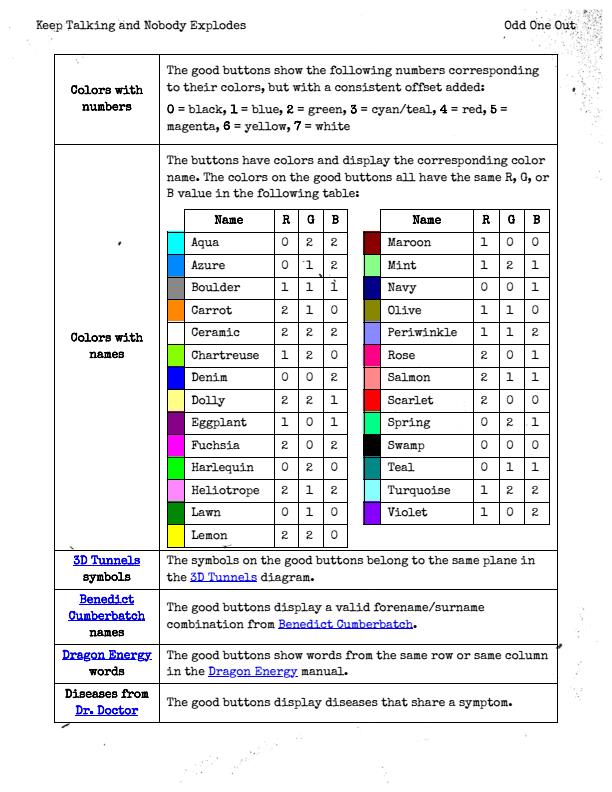 Keep Talking and Nobody Explodes
Odd One Out
Colors with
numbers
The good buttons show the following numbers corresponding
to their colors, but with a consistent offset added:
0 = black, 1 = blue, 2 = green, 3 = cyan/teal, 4 = red, 5 =
magenta, 6 = yellow, 7 = white
Colors with
names
The buttons have colors and display the corresponding color
name. The colors on the good buttons all have the same R, G, or
B value in the following table:
Name R G B
Aqua 0 2 2
Azure 0 1 2
Boulder 1 1 1
Carrot 2 1 0
Ceramic 2 2 2
Chartreuse 1 2 0
Denim 0 0 2
Dolly 2 2 1
Eggplant 1 0 1
Fuchsia 2 0 2
Harlequin 0 2 0
Heliotrope 2 1 2
Lawn 0 1 0
Lemon 2 2 0
Name R G B
Maroon 1 0 0
Mint 1 2 1
Navy 0 0 1
Olive 1 1 0
Periwinkle 1 1 2
Rose 2 0 1
Salmon 2 1 1
Scarlet 2 0 0
Spring 0 2 1
Swamp 0 0 0
Teal 0 1 1
Turquoise 1 2 2
Violet 1 0 2
3D Tunnels
symbols
The symbols on the good buttons belong to the same plane in
the 3D Tunnels diagram.
Benedict
Cumberbatch
names
The good buttons display a valid forename/surname
combination from Benedict Cumberbatch.
Dragon Energy
words
The good buttons show words from the same row or same column
in the Dragon Energy manual.
Diseases from
Dr. Doctor
The good buttons display diseases that share a symptom.